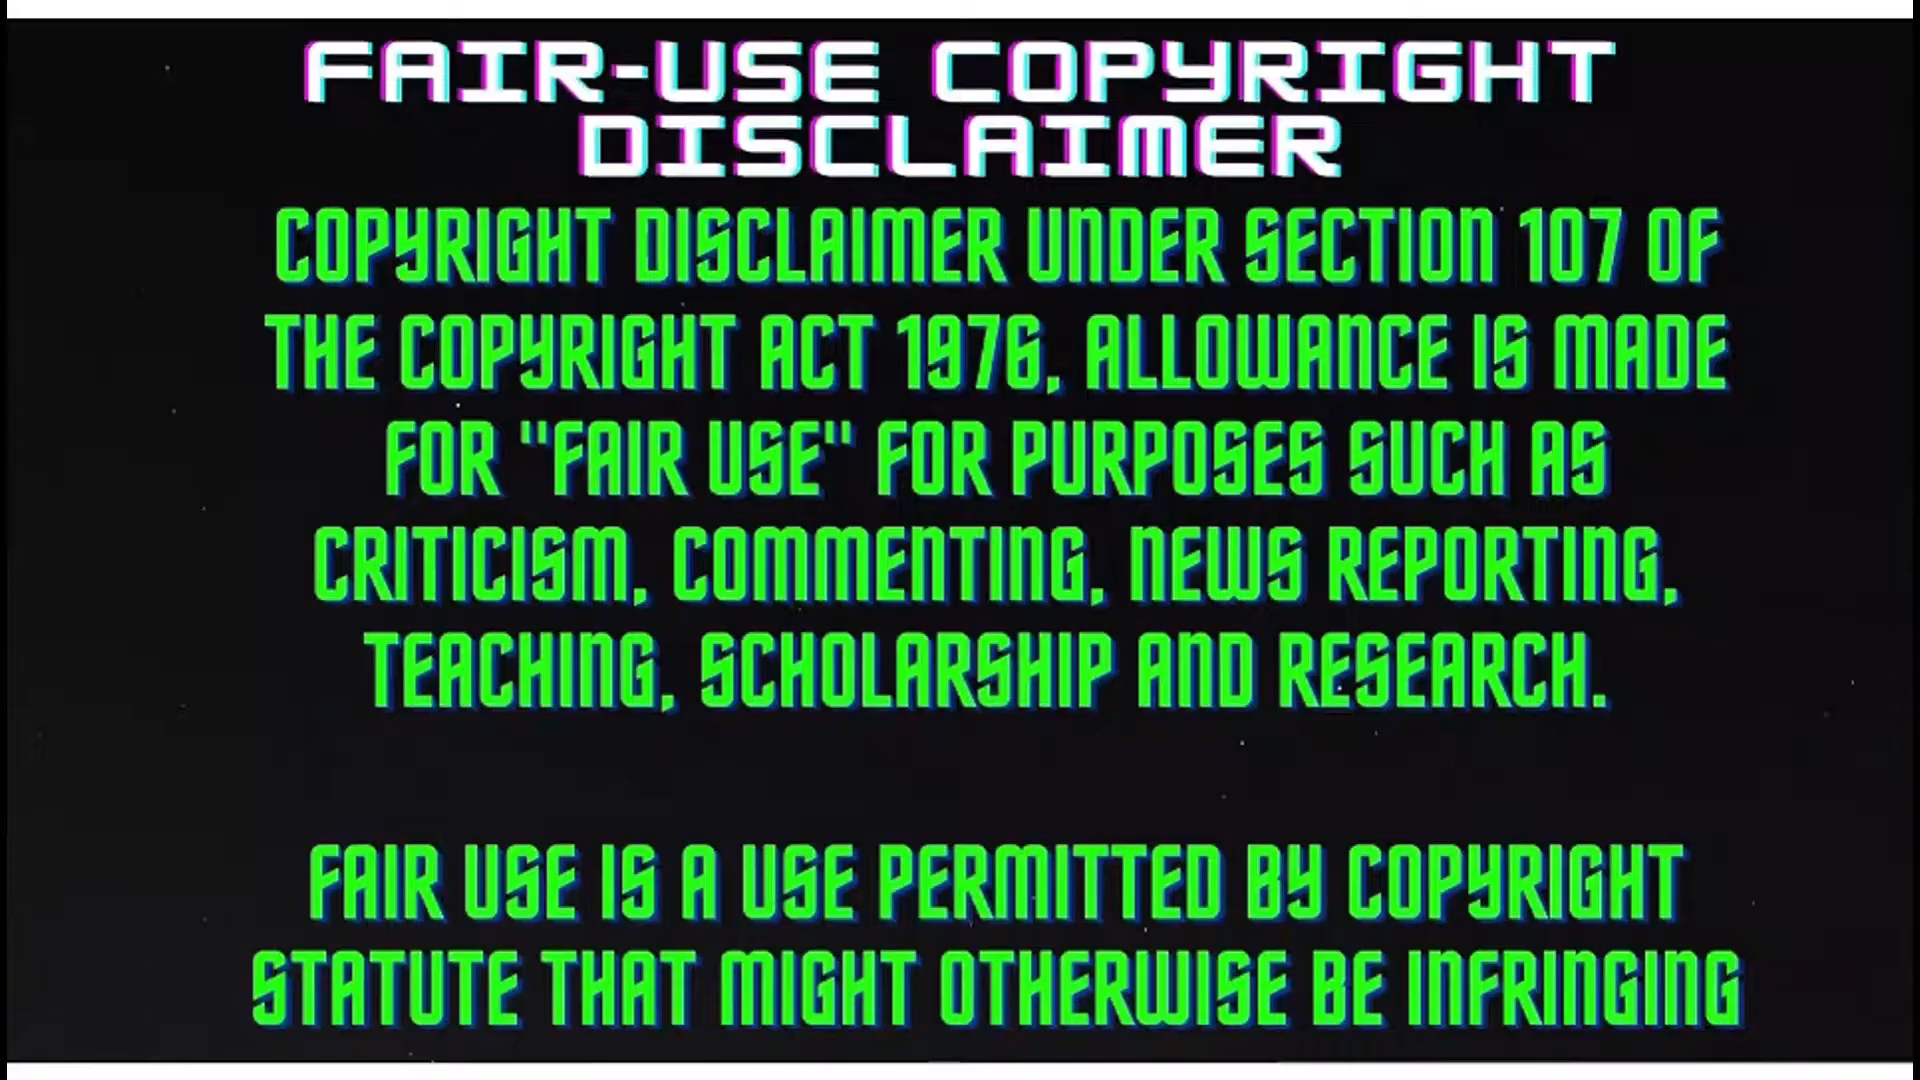 FAIR-USE COPYRIGHT
DISCLAIMER
COPYRIGHT DISCLAIMER UNDER SECTION 107 OF
THE COPYRIGHT ACT 1976, ALLOWANCE IS MADE
FOR "FAIR USE" FOR PURPOSES SUCH AS
CRITICISM, COMMENTING, NEWS REPORTING,
TEACHING, SCHOLARSHIP AND RESEARCH.
FAIR USE IS A USE PERMITTED BY COPYRIGHT
STATUTE THAT MIGHT OTHERWISE BE INFRINGING